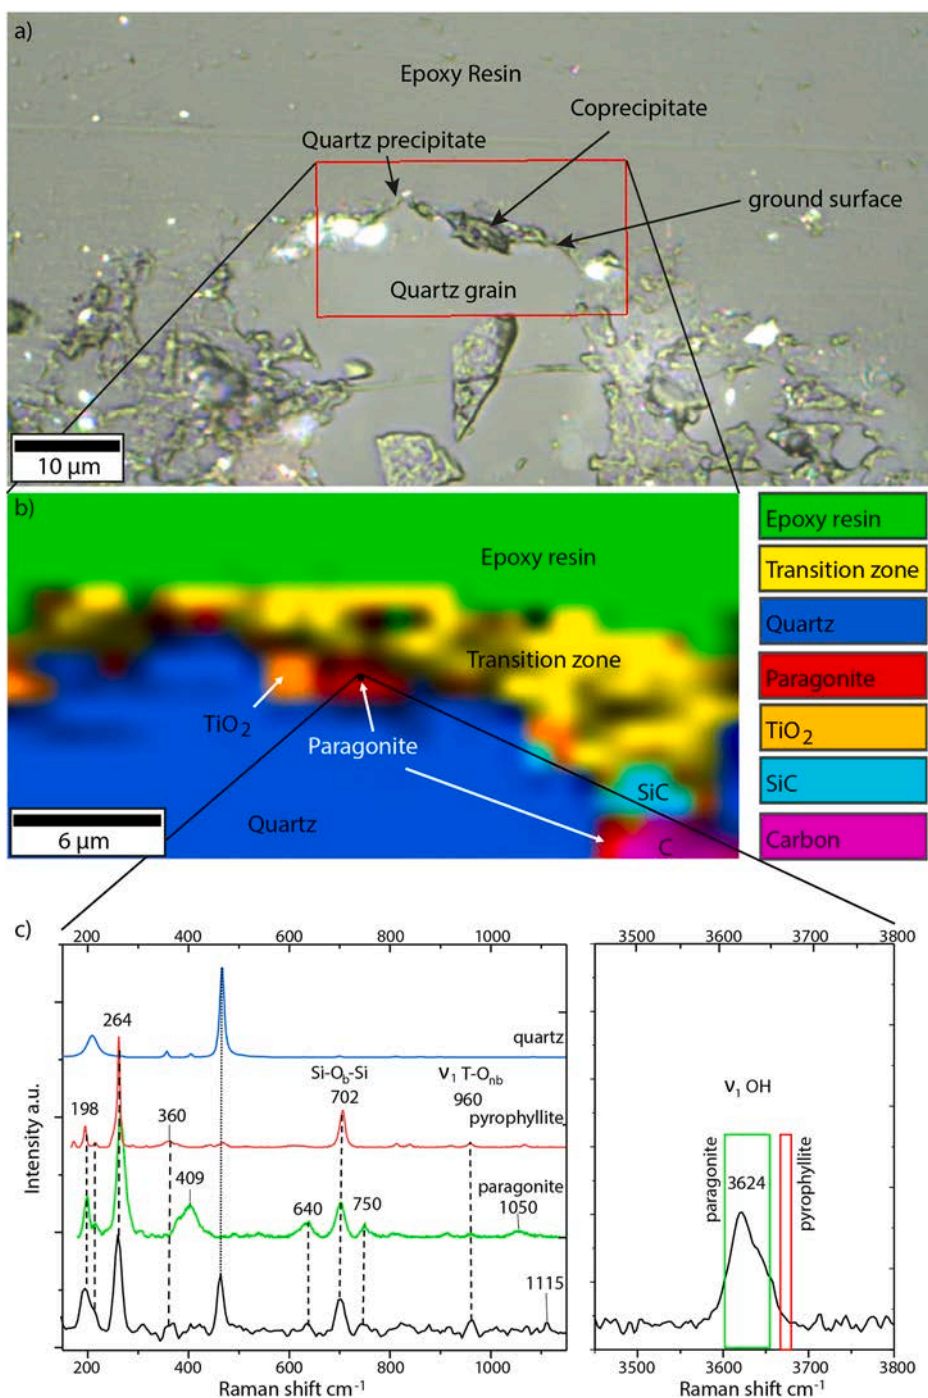 a)
Epoxy Resin
Coprecipitate
Quartz precipitate
ground surface
Quartz grain
10 µm
b)
Epoxy resin
Epoxy resin
Transition zone
Quartz
Transition zone
Paragonite
TiO2
TiO2
Paragonite
SiC
SiC
6 µm
Quartz
C
Carbon
c)
200 400 600 800 1000
3500 3600 3700 3800
264
quartz
Si-Ob-Si
ν1 T-Onb
702
960
ν1 OH
198
360
pyrophyllite
409
paragonite
640
750
1050
paragonite
3624
pyrophyllite
1115
Intensity a.u.
200 400 600 800 1000
3500 3600 3700 3800
Raman shift cm-1
Raman shift cm-1